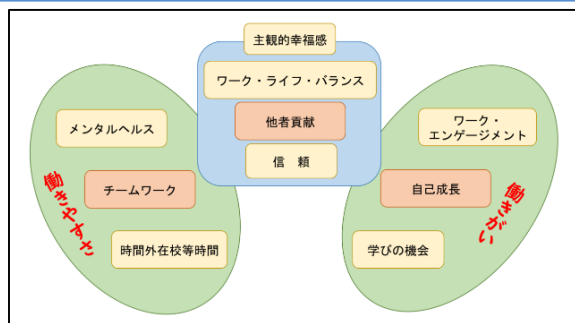 主観的幸福感
ワーク・ライフ・バランス
他者貢献
信　頼
メンタルヘルス
チームワーク
時間外在校等時間
働きやすさ
ワーク・
エンゲージメント
自己成長
学びの機会
働きがい